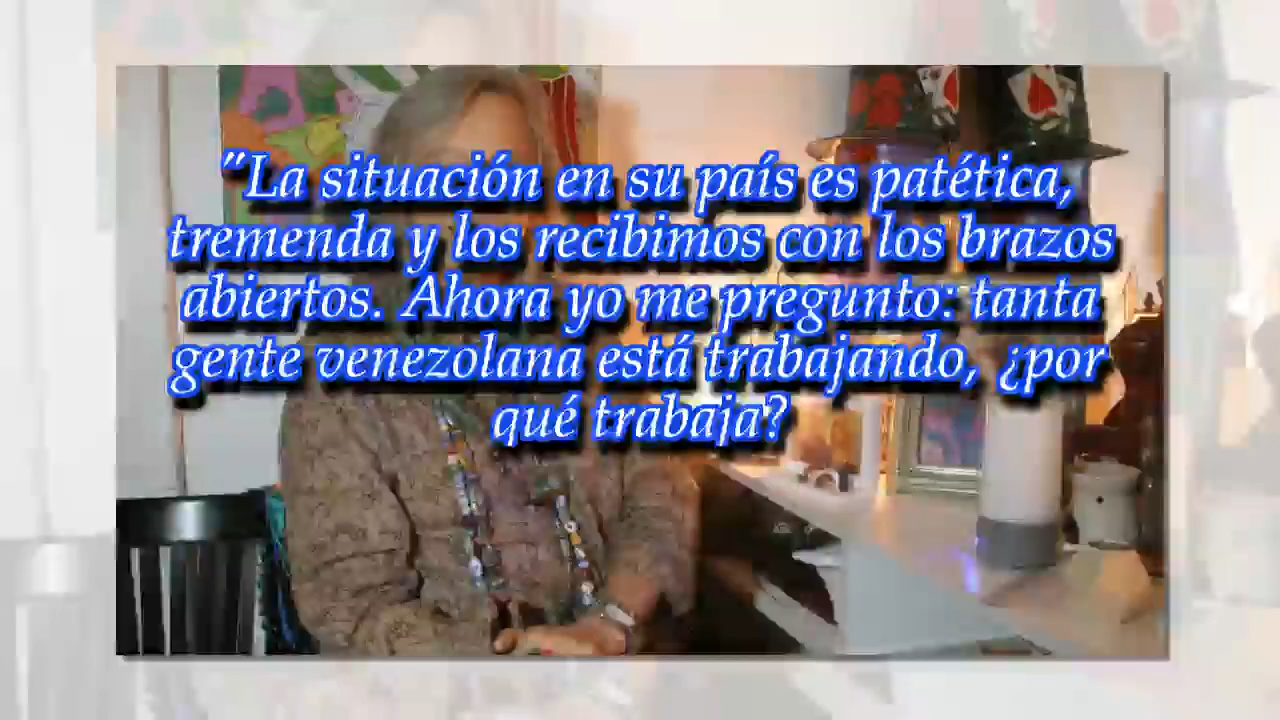 "La situación en su país es patética,
tremenda y los recibimos con los brazos
abiertos. Ahora yo me pregunto: tanta
gente venezolana está trabajando, ¿por
qué trabaja?